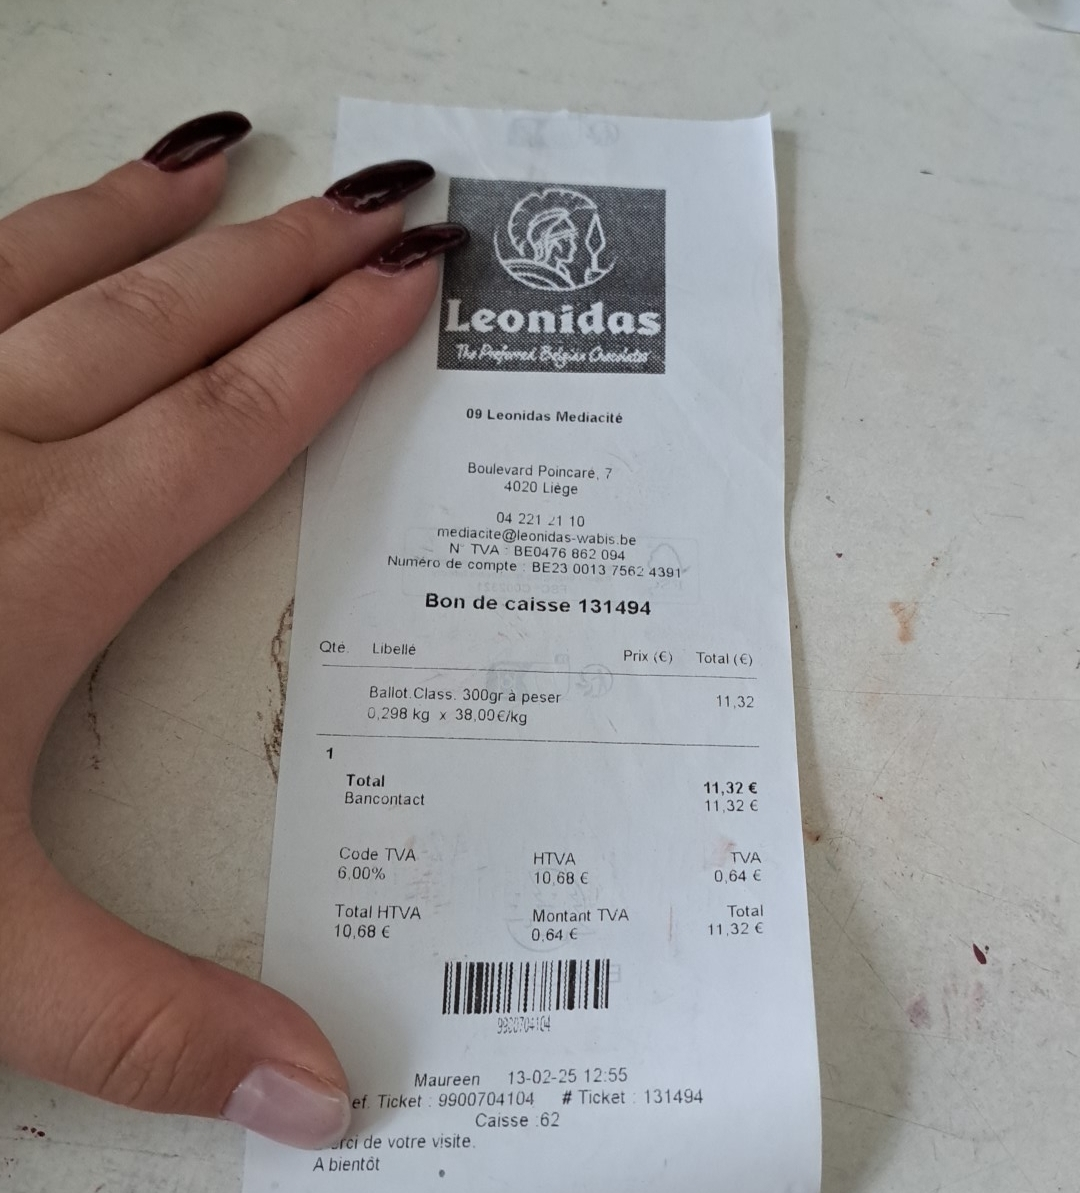 Leonidas
The Preferred Belgian Chocolates
09 Leonidas Mediacité
Boulevard Poincaré, 7
4020 Liège
04 221 21 10
mediacite@leonidas-wabis.be
N° TVA : BE0476 862 094
Numéro de compte : BE23 0013 7562 4391
Bon de caisse 131494
Qté. Libellé Prix (€) Total (€)
Ballot.Class. 300gr à peser 11,32
0,298 kg x 38,00€/kg
1
Total 11,32 €
Bancontact 11,32 €
Code TVA HTVA TVA
6,00% 10,68 € 0,64 €
Total HTVA Montant TVA Total
10,68 € 0,64 € 11,32 €
9900704104
Maureen 13-02-25 12:55
ef. Ticket : 9900704104 # Ticket : 131494
Caisse :62
rci de votre visite.
A bientôt